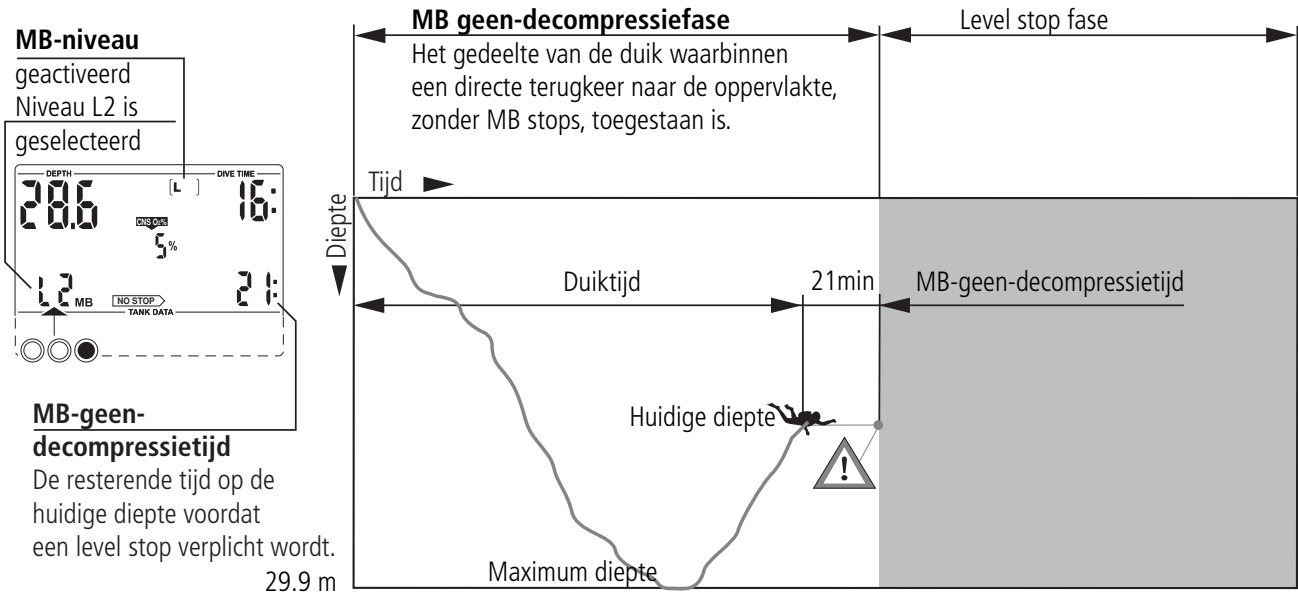 MB-niveau
geactiveerd
Niveau L2 is
geselecteerd
DEPTH
DIVE TIME
28.6
[L ]
16:
CNS O2%
5%
L2 MB
NO STOP
21:
TANK DATA
MB-geen-
decompressietijd
De resterende tijd op de
huidige diepte voordat
een level stop verplicht wordt.
MB geen-decompressiefase
Het gedeelte van de duik waarbinnen
een directe terugkeer naar de oppervlakte,
zonder MB stops, toegestaan is.
Level stop fase
Tijd
Diepte
Duiktijd
21min
MB-geen-decompressietijd
Huidige diepte
!
Maximum diepte
29.9 m